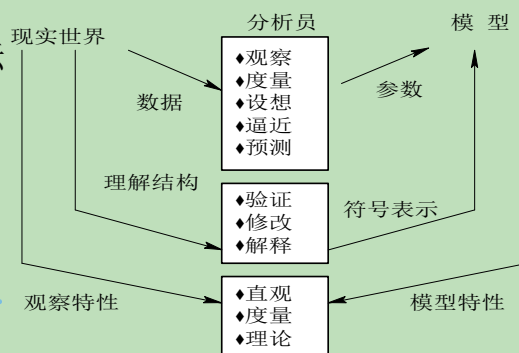 分析员
模 型
现实世界
♦观察
♦度量
♦设想
♦逼近
♦预测
数据
参数
理解结构
♦验证
♦修改
♦解释
符号表示
观察特性
♦直观
♦度量
♦理论
模型特性